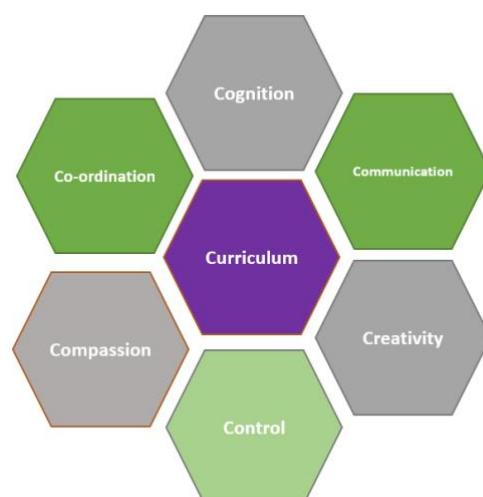 Cognition
Co-ordination
Communication
Curriculum
Compassion
Creativity
Control